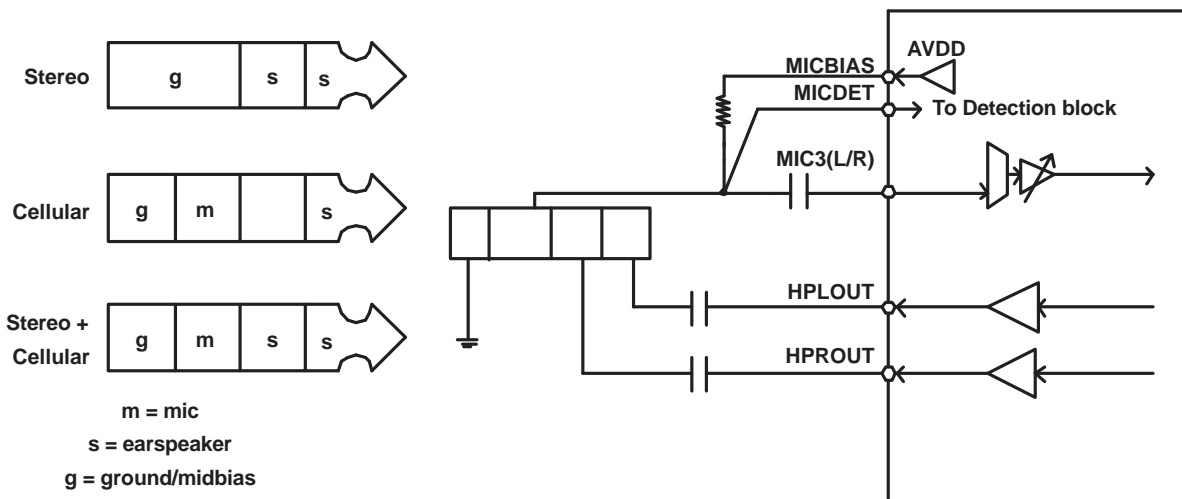 Stereo
g s s
Cellular
g m s
Stereo +
Cellular
g m s s
m = mic
s = earspeaker
g = ground/midbias
AVDD
MICBIAS
MICDET
To Detection block
MIC3(L/R)
HPLOUT
HPROUT